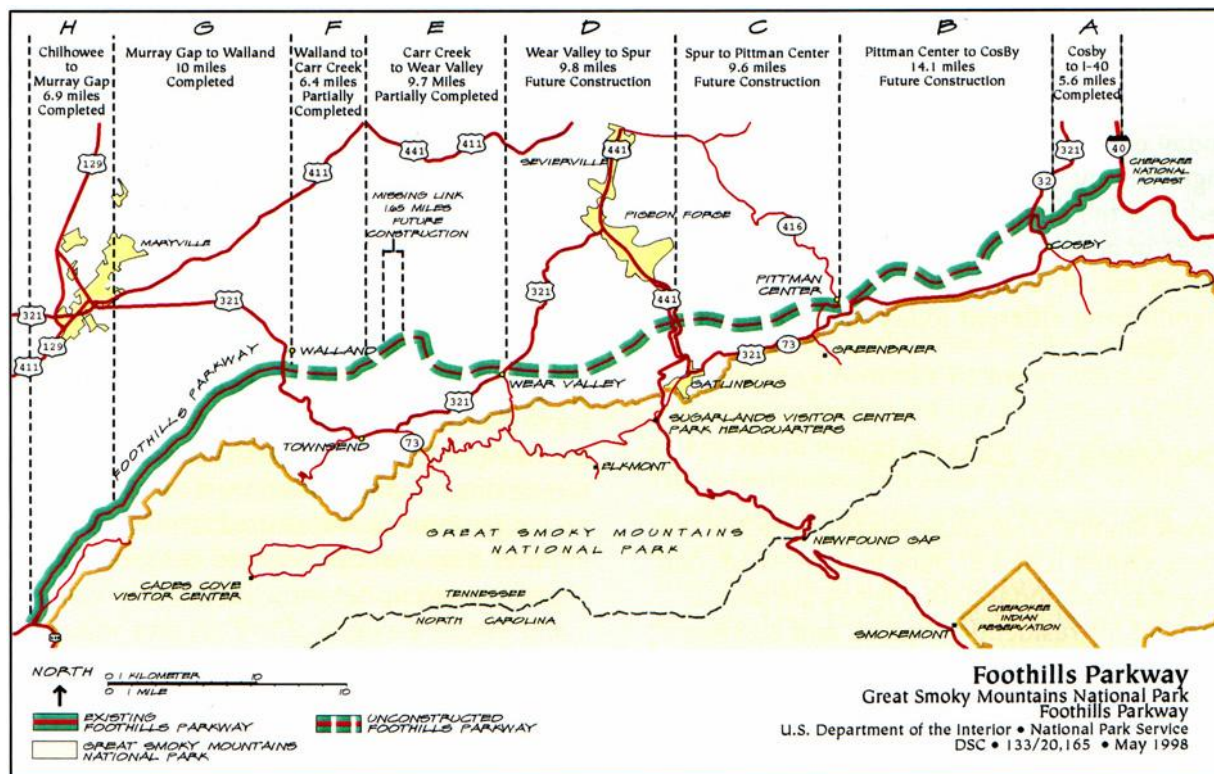 H
G
F
E
D
C
B
A
Chilhowee
to
Murray Gap
6.9 miles
Completed
Murray Gap to Walland
10 miles
Completed
Walland to
Carr Creek
6.4 miles
Partially
Completed
Carr Creek
to Wear Valley
9.7 Miles
Partially Completed
Wear Valley to Spur
9.8 miles
Future Construction
Spur to Pittman Center
9.6 miles
Future Construction
Pittman Center to CosBy
14.1 miles
Future Construction
Cosby
to I-40
5.6 miles
Completed
129
411
441
411
SEVIERVILLE
441
321
40
32
CHEROKEE
NATIONAL
FOREST
MISSING LINK
1.65 MILES
FUTURE
CONSTRUCTION
MARYVILLE
PIGEON FORGE
416
COSBY
PITTMAN
CENTER
321
321
321
441
129
411
WALLAND
FOOTHILLS PARKWAY
WEAR VALLEY
321
73
GREENBRIER
GATLINBURG
321
73
TOWNSEND
SUGARLANDS VISITOR CENTER
PARK HEADQUARTERS
ELKMONT
GREAT SMOKY MOUNTAINS
NATIONAL PARK
NEWFOUND GAP
CADES COVE
VISITOR CENTER
TENNESSEE
NORTH CAROLINA
SMOKEMONT
CHEROKEE
INDIAN
RESERVATION
NORTH
0 1 KILOMETER 10
0 1 MILE 10
EXISTING
FOOTHILLS PARKWAY
UNCONSTRUCTED
FOOTHILLS PARKWAY
GREAT SMOKY MOUNTAINS
NATIONAL PARK
Foothills Parkway
Great Smoky Mountains National Park
Foothills Parkway
U.S. Department of the Interior • National Park Service
DSC • 133/20,165 • May 1998